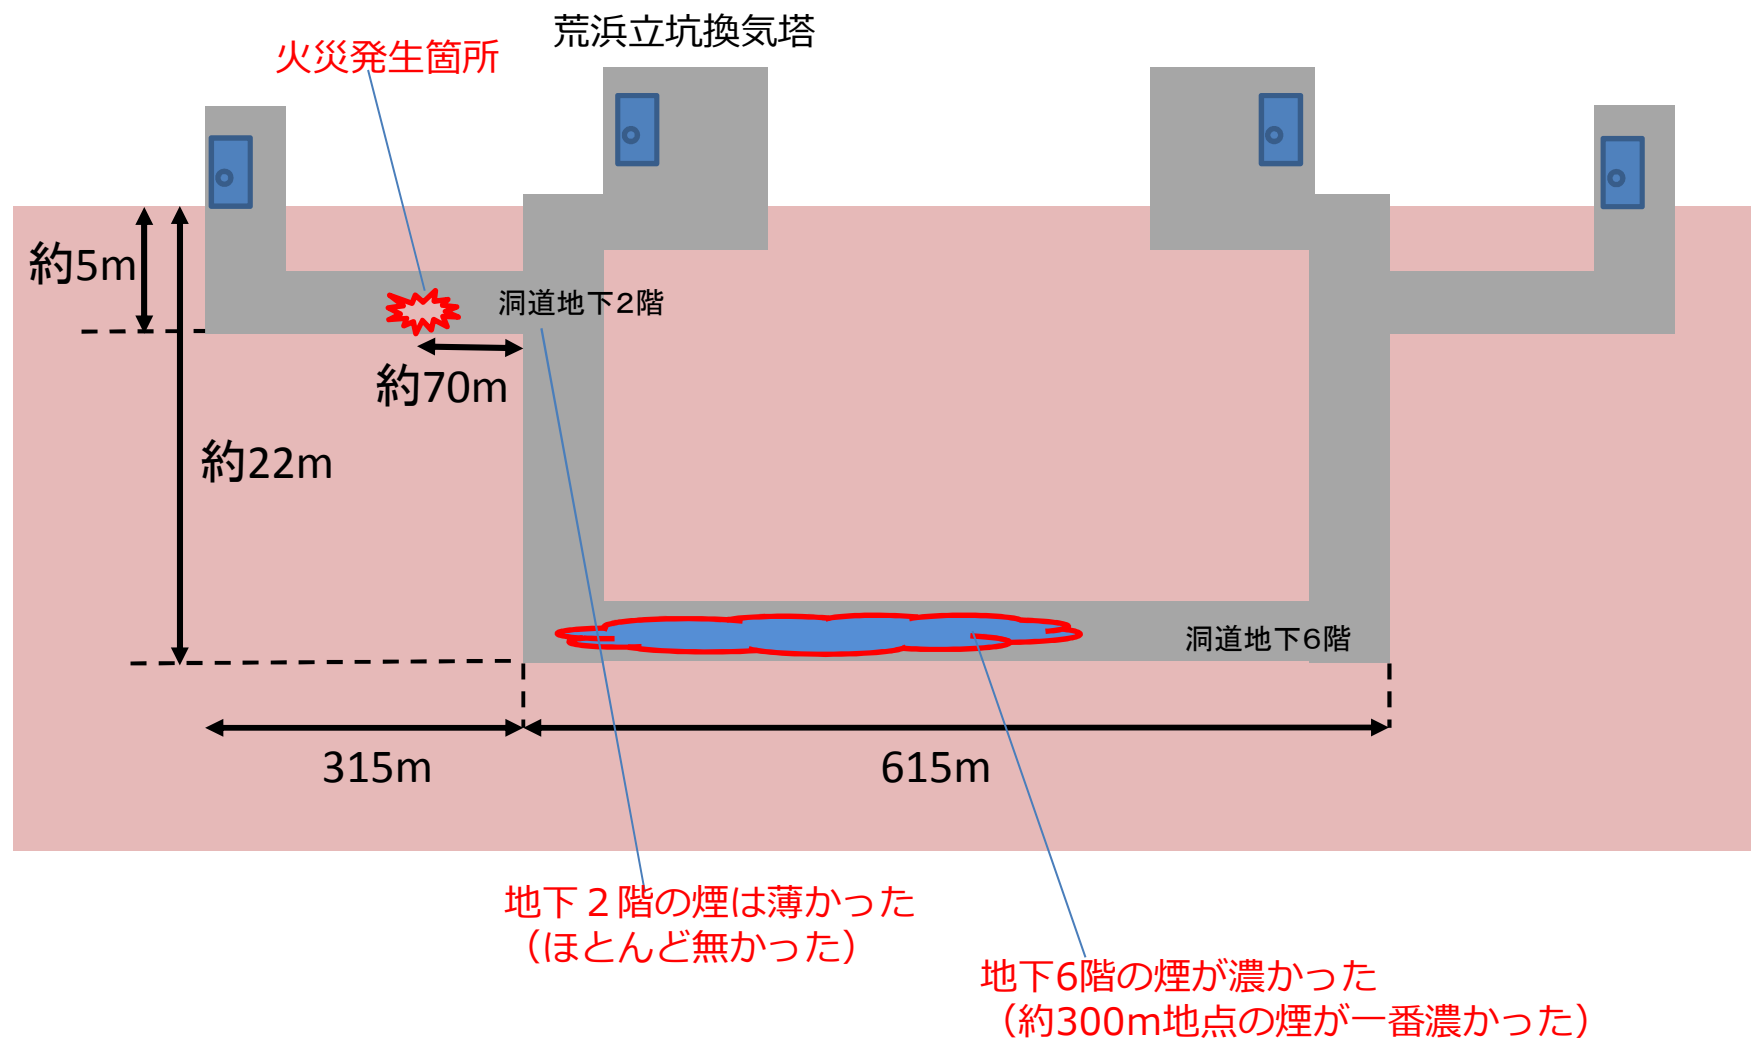 荒浜立坑換気塔
火災発生箇所
約5m
洞道地下2階
約70m
約22m
洞道地下6階
315m
615m
地下２階の煙は薄かった
（ほとんど無かった）
地下6階の煙が濃かった
（約300m地点の煙が一番濃かった）